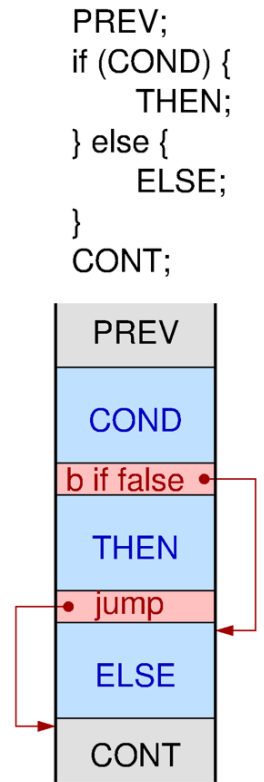 PREV;
if (COND) {
THEN;
} else {
ELSE;
}
CONT;
PREV
COND
b if false
THEN
jump
ELSE
CONT